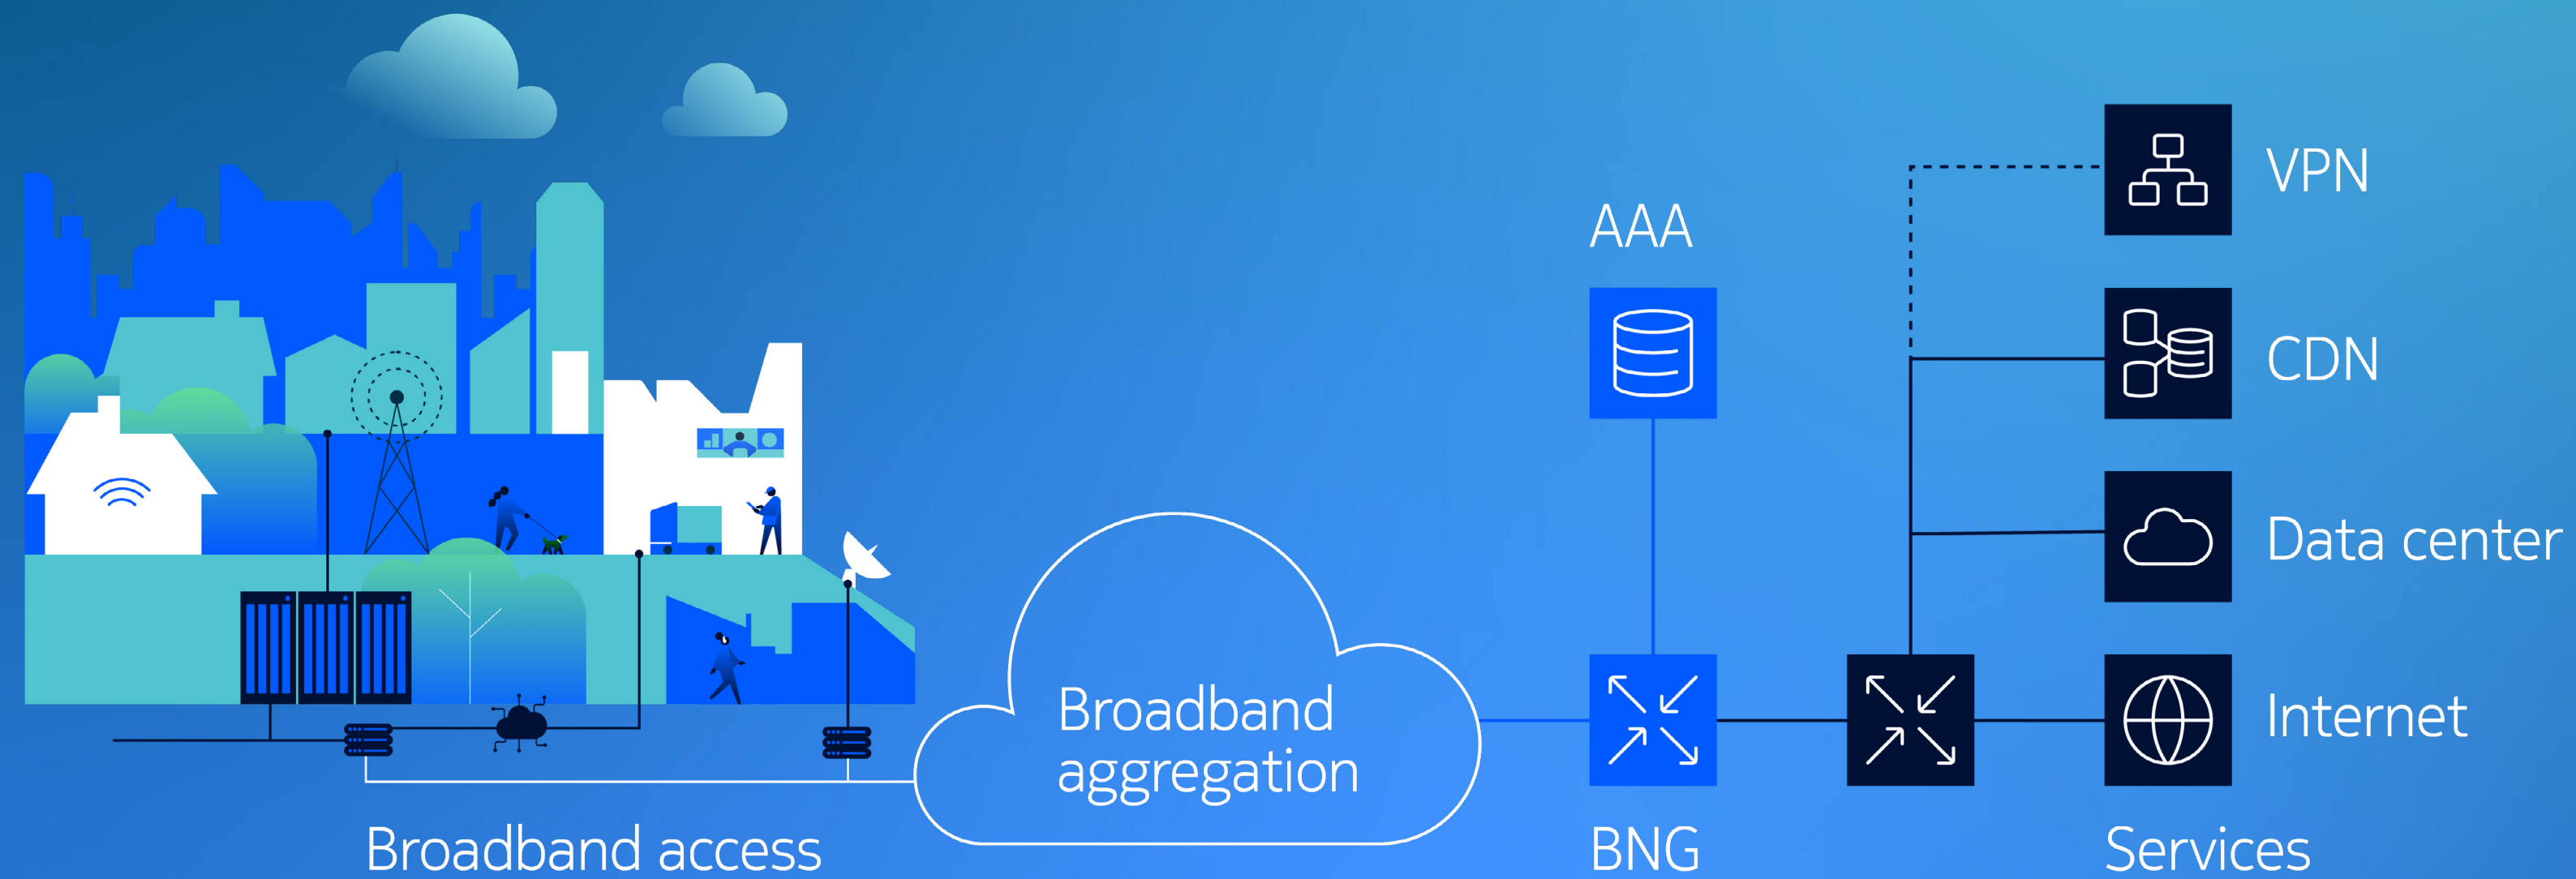 VPN
AAA
CDN
Data center
Broadband
aggregation
Internet
Broadband access
BNG
Services